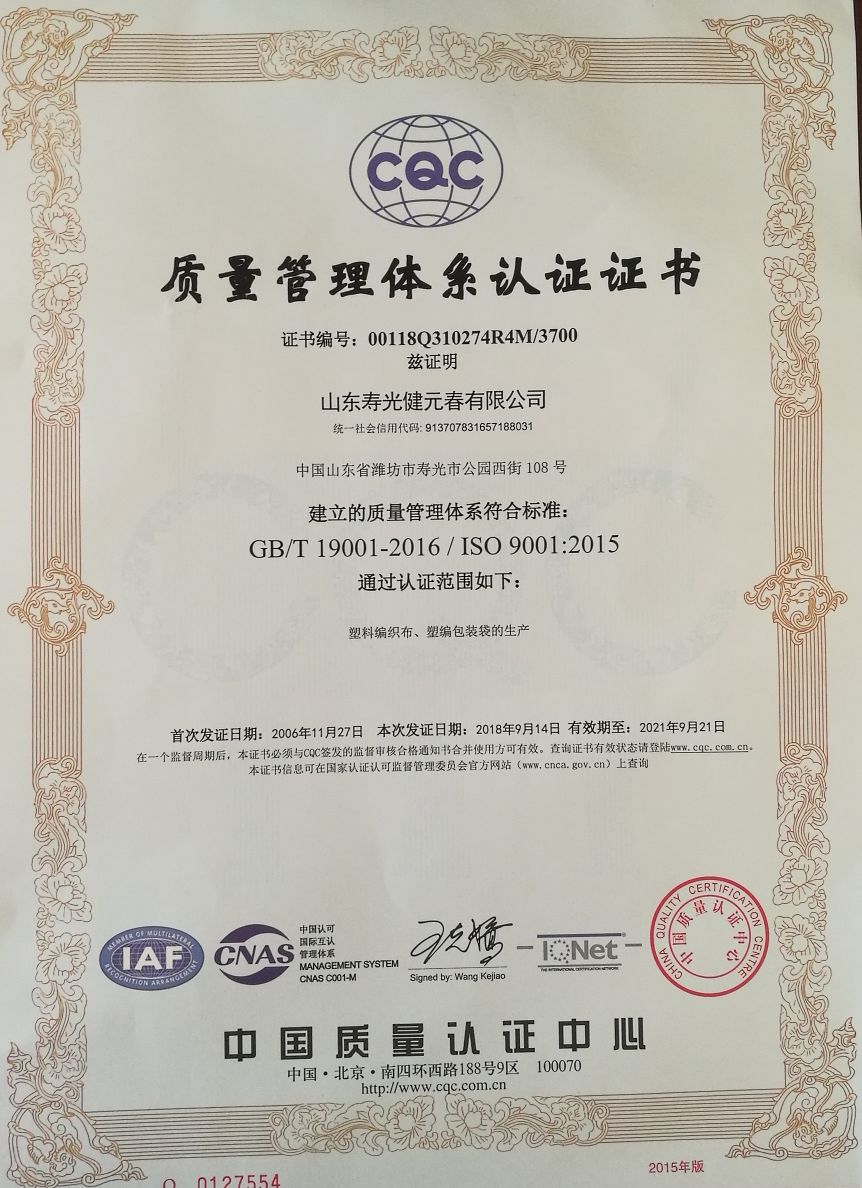 CQC
质量管理体系认证证书
证书编号：00118Q310274R4M/3700
兹证明
山东寿光健元春有限公司
统一社会信用代码: 913707831657188031
中国山东省潍坊市寿光市公园西街 108 号
建立的质量管理体系符合标准：
GB/T 19001-2016 / ISO 9001:2015
通过认证范围如下：
塑料编织布、塑编包装袋的生产
首次发证日期：2006年11月27日 本次发证日期：2018年9月14日 有效期至：2021年9月21日
在一个监督周期后，本证书必须与CQC签发的监督审核合格通知书合并使用方可有效。查询证书有效状态请登陆www.cqc.com.cn。
本证书信息可在国家认证认可监督管理委员会官方网站（www.cnca.gov.cn）上查询
MEMBER OF MULTILATERAL
IAF
RECOGNITION ARRANGEMENT
CNAS
中国认可
国际互认
管理体系
MANAGEMENT SYSTEM
CNAS C001-M
王克娇
Signed by: Wang Kejiao
IQNet
THE INTERNATIONAL CERTIFICATION NETWORK
CHINA QUALITY CERTIFICATION CENTRE
中国质量认证中心
中国质量认证中心
中国·北京·南四环西路188号9区 100070
http://www.cqc.com.cn
Q 0127554
2015年版